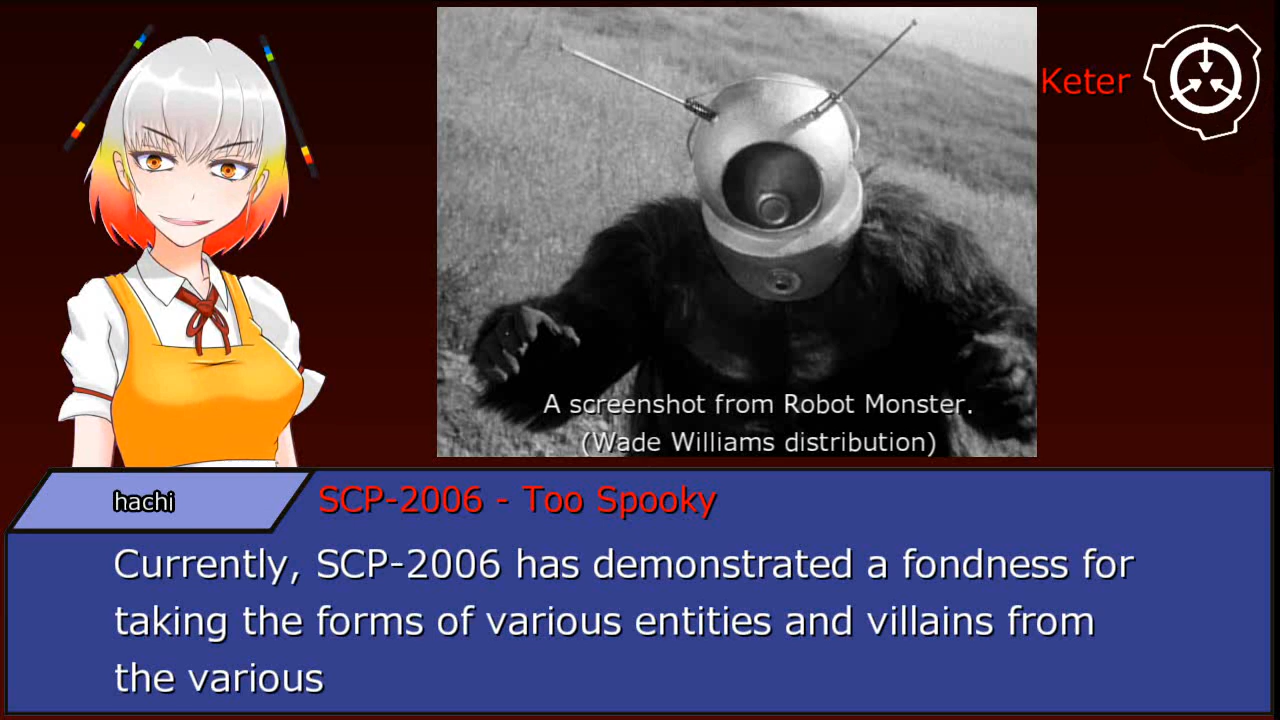 Keter
A screenshot from Robot Monster.
(Wade Williams distribution)
hachi
SCP-2006 - Too Spooky
Currently, SCP-2006 has demonstrated a fondness for
taking the forms of various entities and villains from
the various